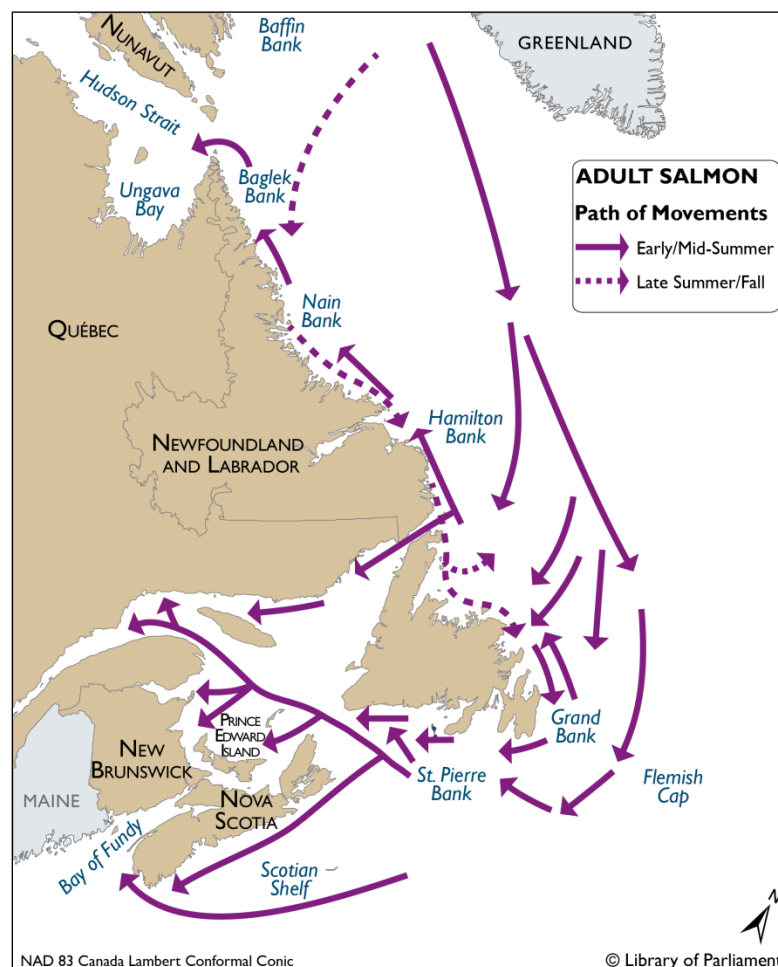 Baffin
Bank
NUNAVUT
GREENLAND
Hudson Strait
Ungava
Bay
Baglek
Bank
ADULT SALMON
Path of Movements
Early/Mid-Summer
Late Summer/Fall
Nain
Bank
QUÉBEC
Hamilton
Bank
NEWFOUNDLAND
AND LABRADOR
PRINCE
EDWARD
ISLAND
Grand
Bank
NEW
BRUNSWICK
St. Pierre
Bank
Flemish
Cap
MAINE
NOVA
SCOTIA
Bay of Fundy
Scotian
Shelf
N
NAD 83 Canada Lambert Conformal Conic
© Library of Parliament